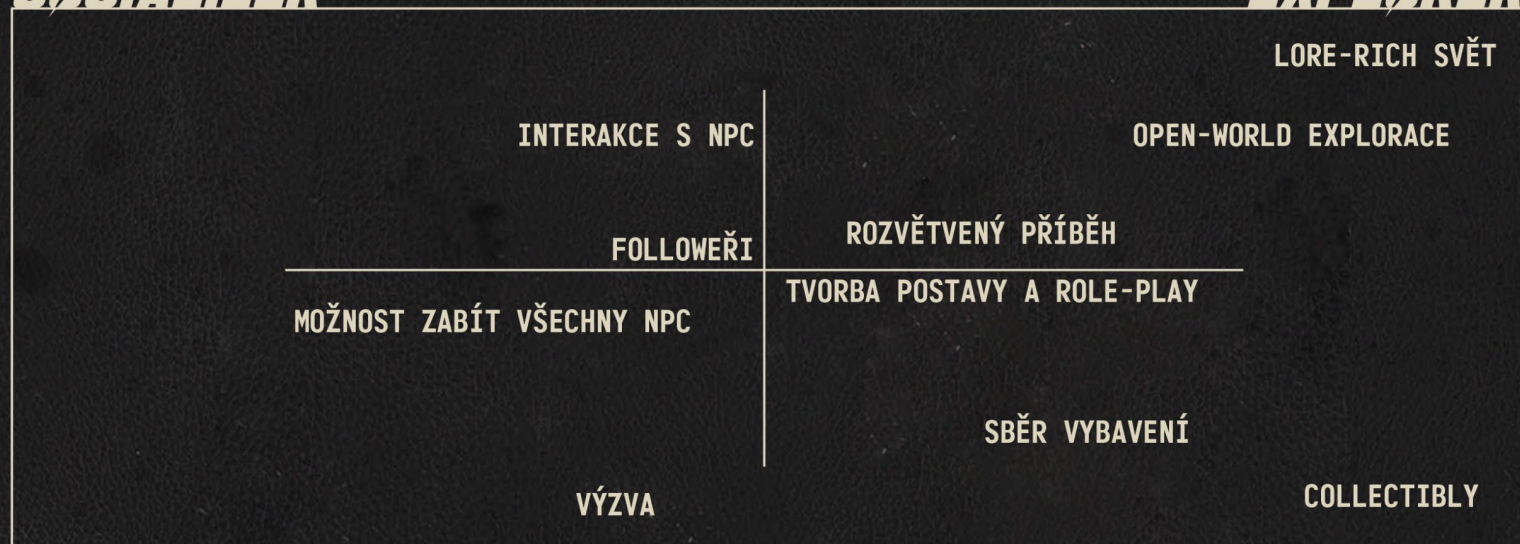 LORE-RICH SVĚT
INTERAKCE S NPC
OPEN-WORLD EXPLORACE
ROZVĚTVENÝ PŘÍBĚH
FOLLOWEŘI
TVORBA POSTAVY A ROLE-PLAY
MOŽNOST ZABÍT VŠECHNY NPC
SBĚR VYBAVENÍ
VÝZVA
COLLECTIBLY